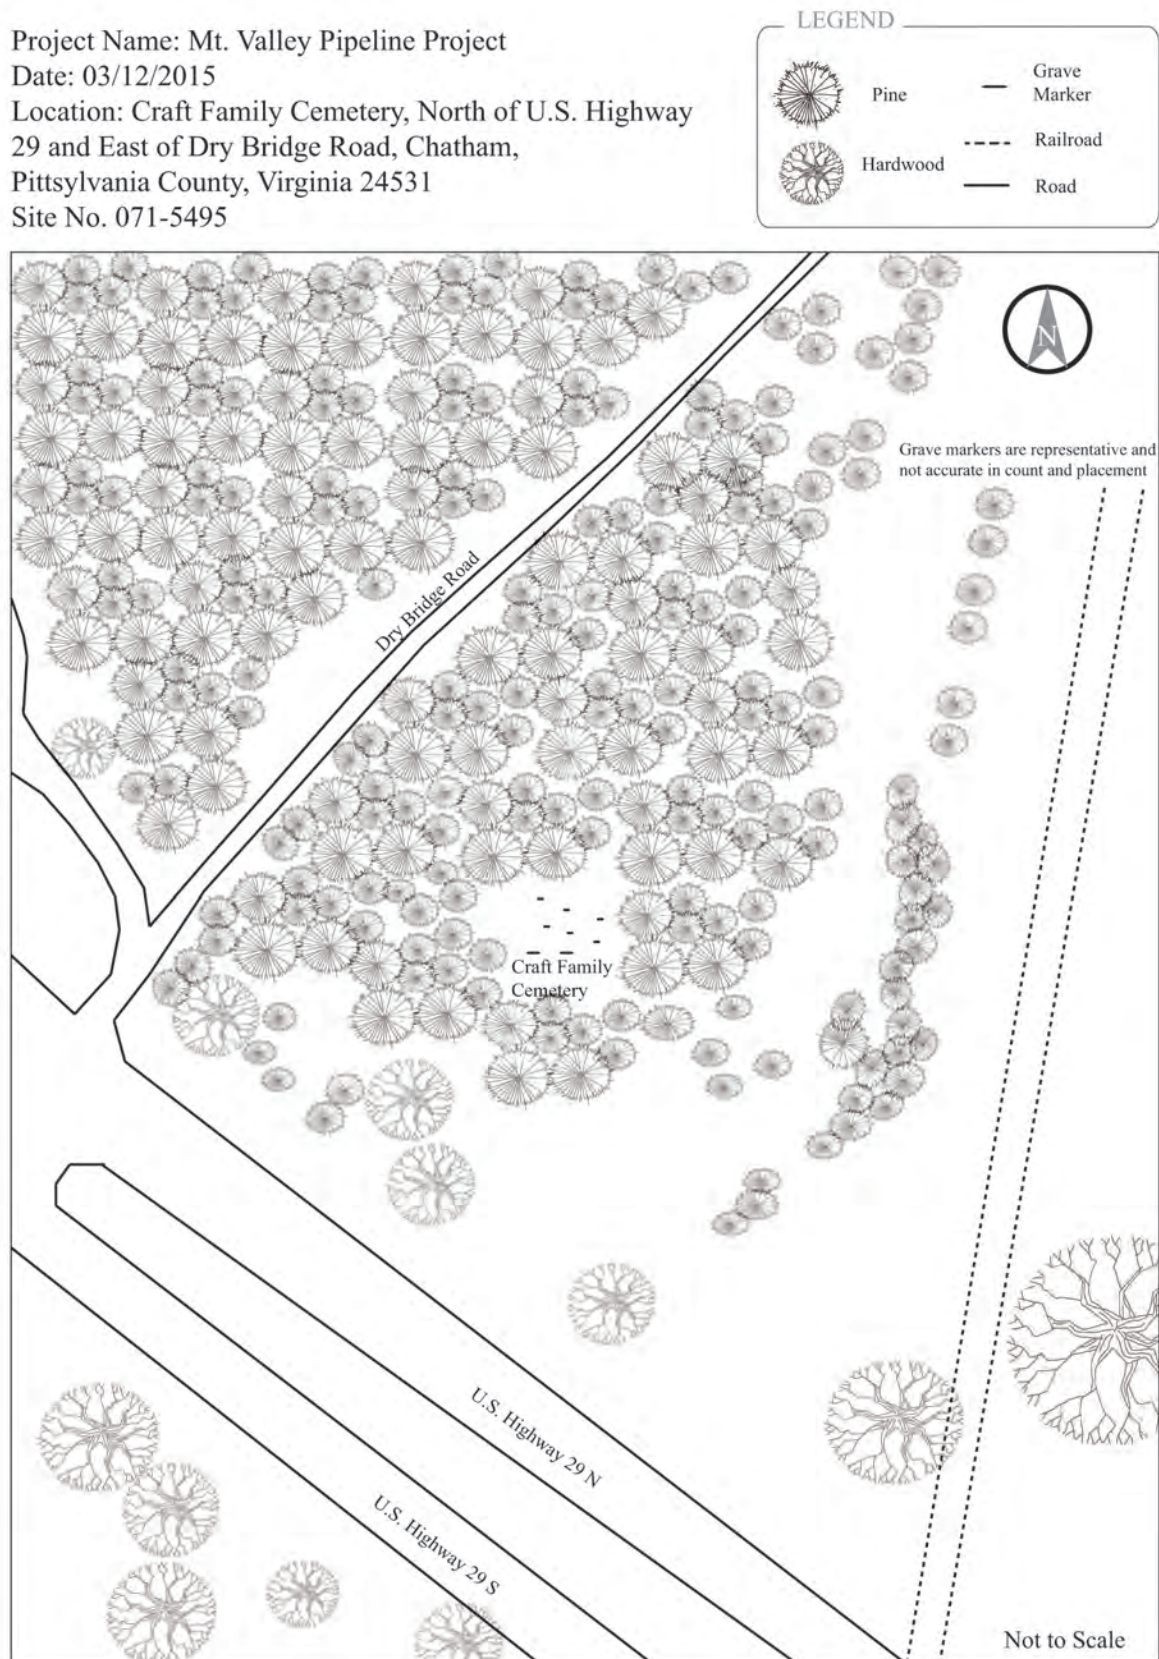 Project Name: Mt. Valley Pipeline Project
Date: 03/12/2015
Location: Craft Family Cemetery, North of U.S. Highway
29 and East of Dry Bridge Road, Chatham,
Pittsylvania County, Virginia 24531
Site No. 071-5495
LEGEND
Pine
Hardwood
Grave
Marker
Railroad
Road
N
Grave markers are representative and
not accurate in count and placement
Dry Bridge Road
Craft Family
Cemetery
U.S. Highway 29 N
U.S. Highway 29 S
Not to Scale